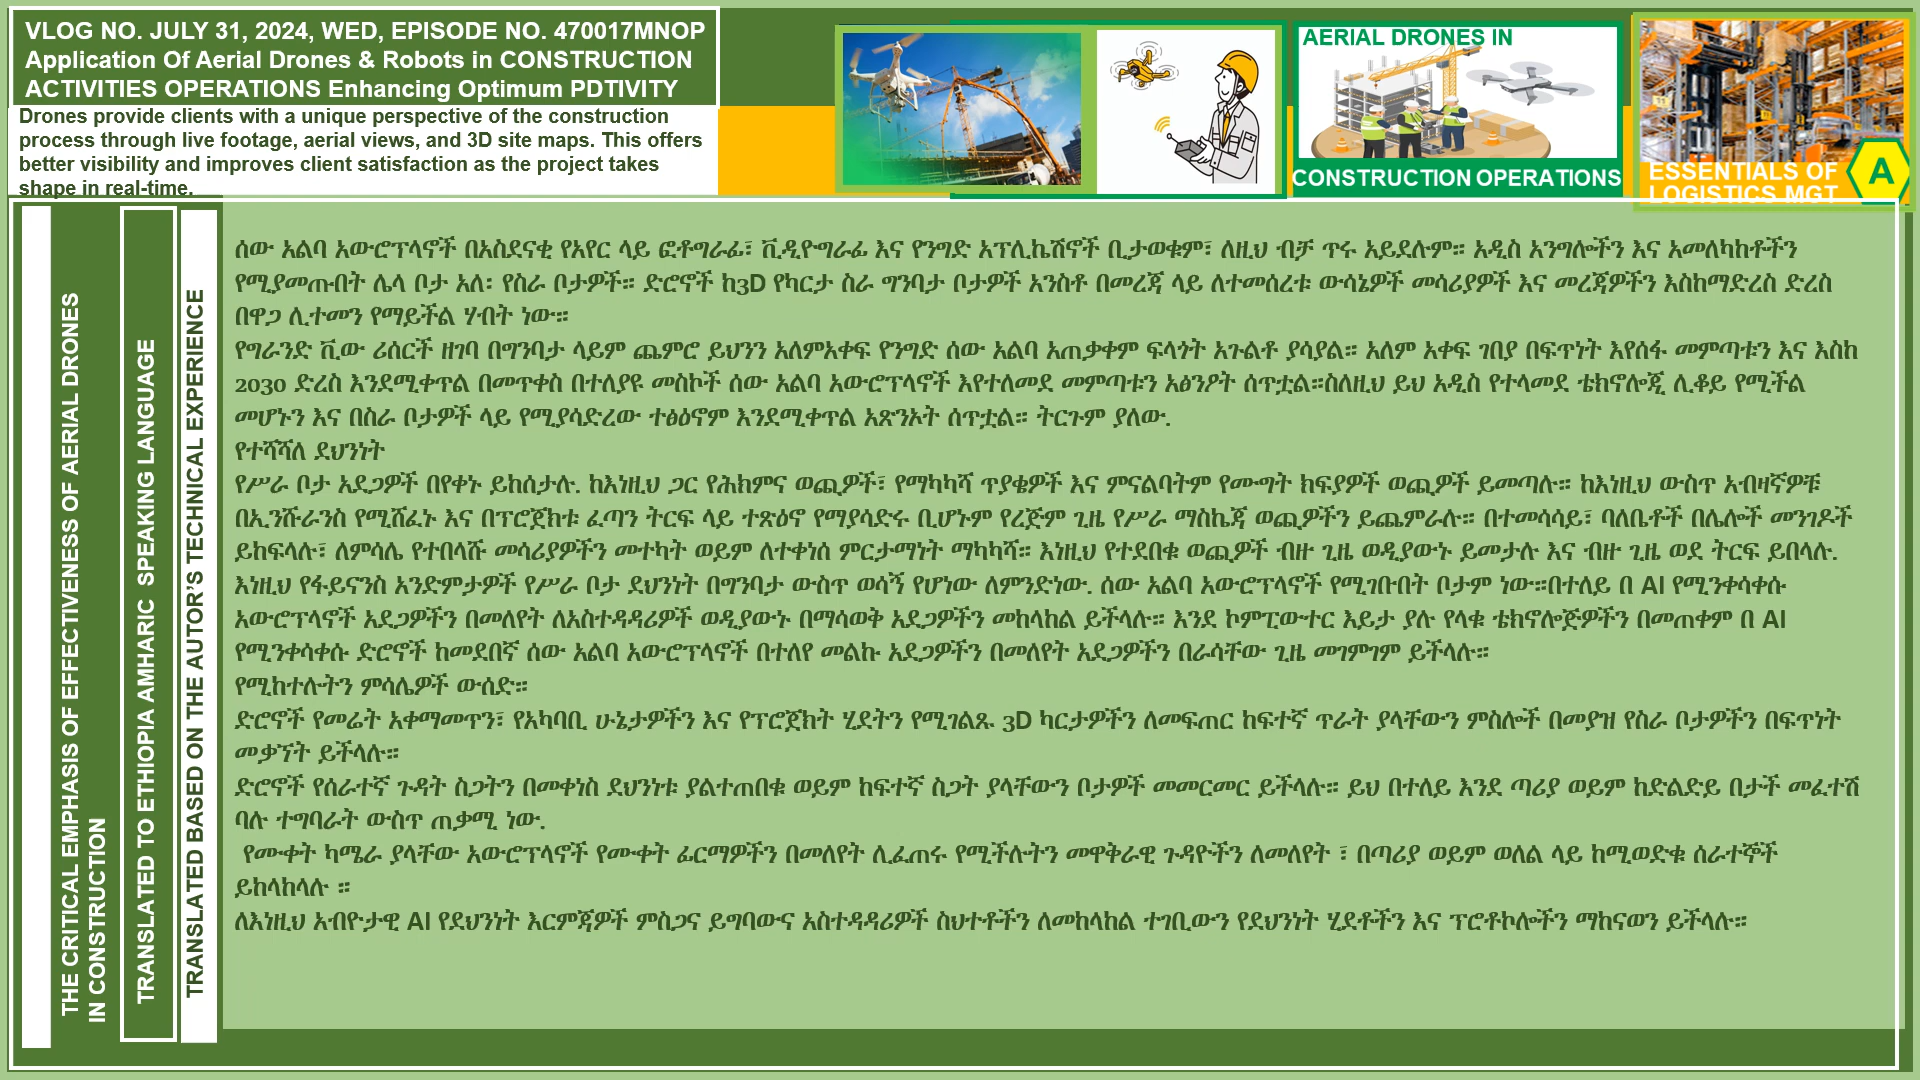 VLOG NO. JULY 31, 2024, WED, EPISODE NO. 470017MNOP
Application Of Aerial Drones & Robots in CONSTRUCTION
ACTIVITIES OPERATIONS Enhancing Optimum PDTIVITY
Drones provide clients with a unique perspective of the construction
process through live footage, aerial views, and 3D site maps. This offers
better visibility and improves client satisfaction as the project takes
shape in real-time.
AERIAL DRONES IN
CONSTRUCTION OPERATIONS
ESSENTIALS OF
LOGISTICS MGT
A
THE CRITICAL EMPHASIS OF EFFECTIVENESS OF AERIAL DRONES
IN CONSTRUCTION
TRANSLATED TO ETHIOPIA AMHARIC SPEAKING LANGUAGE
TRANSLATED BASED ON THE AUTOR'S TECHNICAL EXPERIENCE
ሰው አልባ አውሮፕላኖች በአስደናቂ የአየር ላይ ፎቶግራፊ፣ ቪዲዮግራፊ እና የንግድ አፕሊኬሽኖች ቢታወቁም፣ ለዚህ ብቻ ጥሩ አይደሉም። አዲስ አንግሎችን እና አመለካከቶችን
የሚያመጡበት ሌላ ቦታ አለ፡ የስራ ቦታዎች። ድሮኖች ከ3D የካርታ ስራ ግንባታ ቦታዎች አንስቶ በመረጃ ላይ ለተመሰረቱ ውሳኔዎች መሳሪያዎች እና መረጃዎችን እስከማድረስ ድረስ
በዋጋ ሊተመን የማይችል ሃብት ነው።
የግራንድ ቪው ሪሰርች ዘገባ በግንባታ ላይም ጨምሮ ይህንን አለምአቀፍ የንግድ ሰው አልባ አጠቃቀም ፍላጎት አጉልቶ ያሳያል። አለም አቀፍ ገበያ በፍጥነት እየሰፋ መምጣቱን እና እስከ
2030 ድረስ እንደሚቀጥል በመጥቀስ በተለያዩ መስኮች ሰው አልባ አውሮፕላኖች እየተለመደ መምጣቱን አፅንዖት ሰጥቷል።ስለዚህ ይህ አዲስ የተላመደ ቴክኖሎጂ ሊቆይ የሚችል
መሆኑን እና በስራ ቦታዎች ላይ የሚያሳድረው ተፅዕኖም እንደሚቀጥል አጽንኦት ሰጥቷል። ትርጉም ያለው.
የተሻሻለ ደህንነት
የሥራ ቦታ አደጋዎች በየቀኑ ይከሰታሉ. ከእነዚህ ጋር የሕክምና ወጪዎች፣ የማካካሻ ጥያቄዎች እና ምናልባትም የሙግት ክፍያዎች ወጪዎች ይመጣሉ። ከእነዚህ ውስጥ አብዛኛዎቹ
በኢንሹራንስ የሚሸፈኑ እና በፕሮጀክቱ ፈጣን ትርፍ ላይ ተጽዕኖ የማያሳድሩ ቢሆኑም የረጅም ጊዜ የሥራ ማስኬጃ ወጪዎችን ይጨምራሉ። በተመሳሳይ፣ ባለቤቶች በሌሎች መንገዶች
ይከፍላሉ፣ ለምሳሌ የተበላሹ መሳሪያዎችን መተካት ወይም ለተቀነሰ ምርታማነት ማካካሻ። እነዚህ የተደበቁ ወጪዎች ብዙ ጊዜ ወዲያውኑ ይመታሉ እና ብዙ ጊዜ ወደ ትርፍ ይበላሉ.
እነዚህ የፋይናንስ አንድምታዎች የሥራ ቦታ ደህንነት በግንባታ ውስጥ ወሳኝ የሆነው ለምንድነው. ሰው አልባ አውሮፕላኖች የሚገቡበት ቦታም ነው።በተለይ በ AI የሚንቀሳቀሱ
አውሮፕላኖች አደጋዎችን በመለየት ለአስተዳዳሪዎች ወዲያውኑ በማሳወቅ አደጋዎችን መከላከል ይችላሉ። እንደ ኮምፒውተር እይታ ያሉ የላቁ ቴክኖሎጅዎችን በመጠቀም በ AI
የሚንቀሳቀሱ ድሮኖች ከመደበኛ ሰው አልባ አውሮፕላኖች በተለየ መልኩ አደጋዎችን በመለየት አደጋዎችን በራሳቸው ጊዜ መገምገም ይችላሉ።
የሚከተሉትን ምሳሌዎች ውሰድ።
ድሮኖች የመሬት አቀማመጥን፣ የአካባቢ ሁኔታዎችን እና የፕሮጀክት ሂደትን የሚገልጹ 3D ካርታዎችን ለመፍጠር ከፍተኛ ጥራት ያላቸውን ምስሎች በመያዝ የስራ ቦታዎችን በፍጥነት
መቃኘት ይችላሉ።
ድሮኖች የሰራተኛ ጉዳት ስጋትን በመቀነስ ደህንነቱ ያልተጠበቁ ወይም ከፍተኛ ስጋት ያላቸውን ቦታዎች መመርመር ይችላሉ። ይህ በተለይ እንደ ጣሪያ ወይም ከድልድይ በታች መፈተሽ
ባሉ ተግባራት ውስጥ ጠቃሚ ነው.
የሙቀት ካሜራ ያላቸው አውሮፕላኖች የሙቀት ፊርማዎችን በመለየት ሊፈጠሩ የሚችሉትን መዋቅራዊ ጉዳዮችን ለመለየት ፣ በጣሪያ ወይም ወለል ላይ ከሚወድቁ ሰራተኞች
ይከላከላሉ ።
ለእነዚህ አብዮታዊ AI የደህንነት እርምጃዎች ምስጋና ይግባውና አስተዳዳሪዎች ስህተቶችን ለመከላከል ተገቢውን የደህንነት ሂደቶችን እና ፕሮቶኮሎችን ማከናወን ይችላሉ።